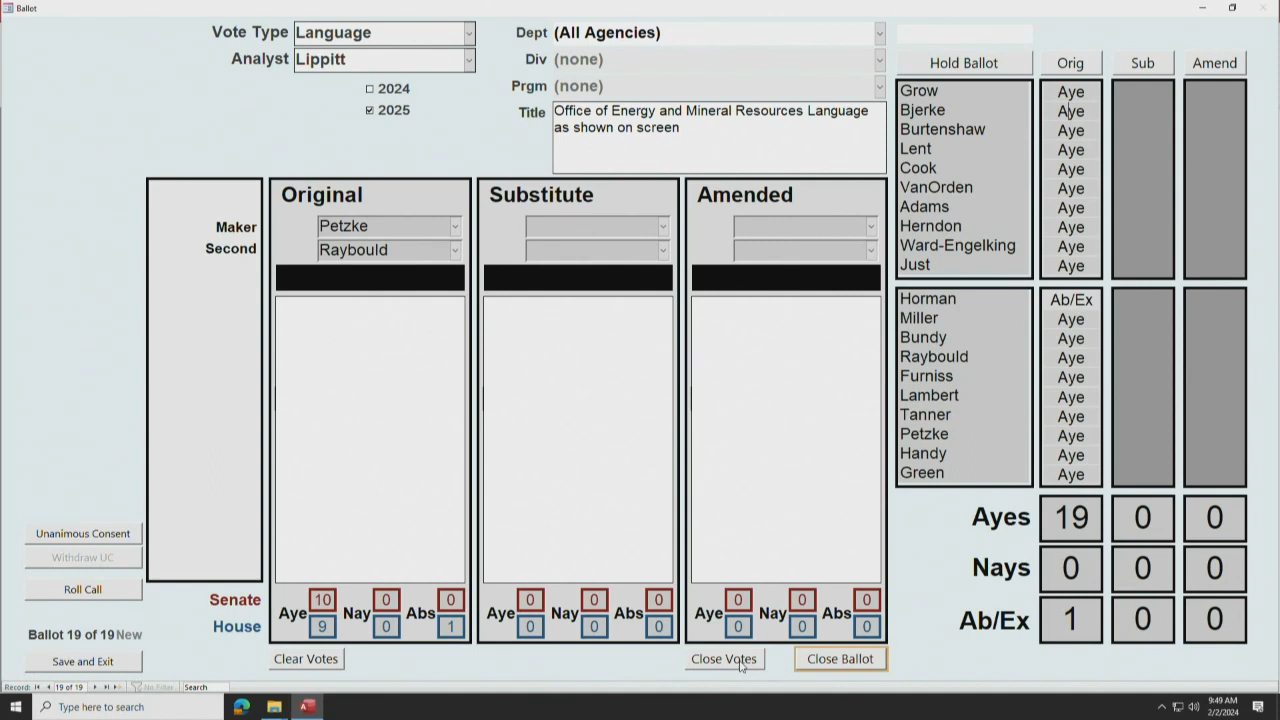 Ballot
Vote Type Language
Analyst Lippitt
2024
2025
Dept (All Agencies)
Div (none)
Prgm (none)
Title Office of Energy and Mineral Resources Language
as shown on screen
Hold Ballot Orig Sub Amend
Grow Aye
Bjerke Aye
Burtenshaw Aye
Lent Aye
Cook Aye
VanOrden Aye
Adams Aye
Herndon Aye
Ward-Engelking Aye
Just Aye
Horman Ab/Ex
Miller Aye
Bundy Aye
Raybould Aye
Furniss Aye
Lambert Aye
Tanner Aye
Petzke Aye
Handy Aye
Green Aye
Ayes 19 0 0
Nays 0 0 0
Ab/Ex 1 0 0
Original Substitute Amended
Maker Petzke
Second Raybould
Unanimous Consent
Withdraw UC
Roll Call
Ballot 19 of 19 New
Save and Exit
Senate Aye 10 Nay 0 Abs 0 Aye 0 Nay 0 Abs 0 Aye 0 Nay 0 Abs 0
House 9 0 1 0 0 0 0 0 0
Clear Votes Close Votes Close Ballot
Record: 19 of 19 No Filter Search
Type here to search
9:49 AM
2/2/2024